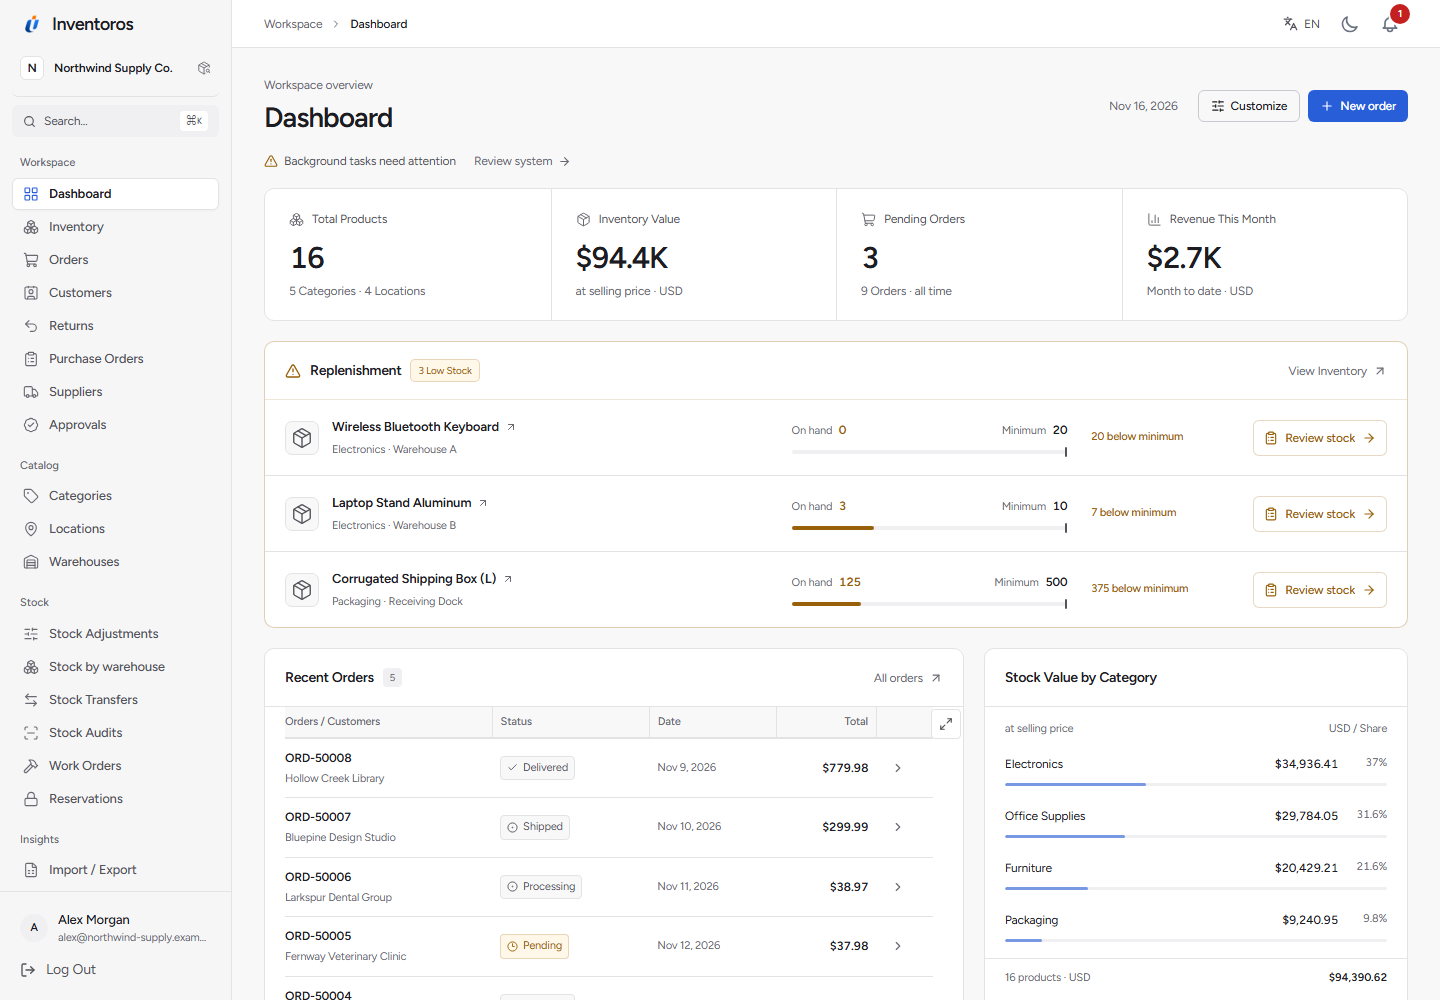 Inventoros
N Northwind Supply Co.
Search... ⌘K
Workspace
Dashboard
Inventory
Orders
Customers
Returns
Purchase Orders
Suppliers
Approvals
Catalog
Categories
Locations
Warehouses
Stock
Stock Adjustments
Stock by warehouse
Stock Transfers
Stock Audits
Work Orders
Reservations
Insights
Import / Export
A Alex Morgan
alex@northwind-supply.exam...
Log Out
Workspace > Dashboard
EN
1
Workspace overview
Dashboard
Nov 16, 2026
Customize
+ New order
Background tasks need attention Review system →
Total Products
16
5 Categories · 4 Locations
Inventory Value
$94.4K
at selling price · USD
Pending Orders
3
9 Orders · all time
Revenue This Month
$2.7K
Month to date · USD
Replenishment 3 Low Stock View Inventory
Wireless Bluetooth Keyboard
Electronics · Warehouse A
On hand 0 Minimum 20
20 below minimum
Review stock →
Laptop Stand Aluminum
Electronics · Warehouse B
On hand 3 Minimum 10
7 below minimum
Review stock →
Corrugated Shipping Box (L)
Packaging · Receiving Dock
On hand 125 Minimum 500
375 below minimum
Review stock →
Recent Orders 5 All orders
Orders / Customers Status Date Total
ORD-50008
Hollow Creek Library
Delivered Nov 9, 2026 $779.98
ORD-50007
Bluepine Design Studio
Shipped Nov 10, 2026 $299.99
ORD-50006
Larkspur Dental Group
Processing Nov 11, 2026 $38.97
ORD-50005
Fernway Veterinary Clinic
Pending Nov 12, 2026 $37.98
ORD-50004
Stock Value by Category
at selling price USD / Share
Electronics $34,936.41 37%
Office Supplies $29,784.05 31.6%
Furniture $20,429.21 21.6%
Packaging $9,240.95 9.8%
16 products · USD $94,390.62